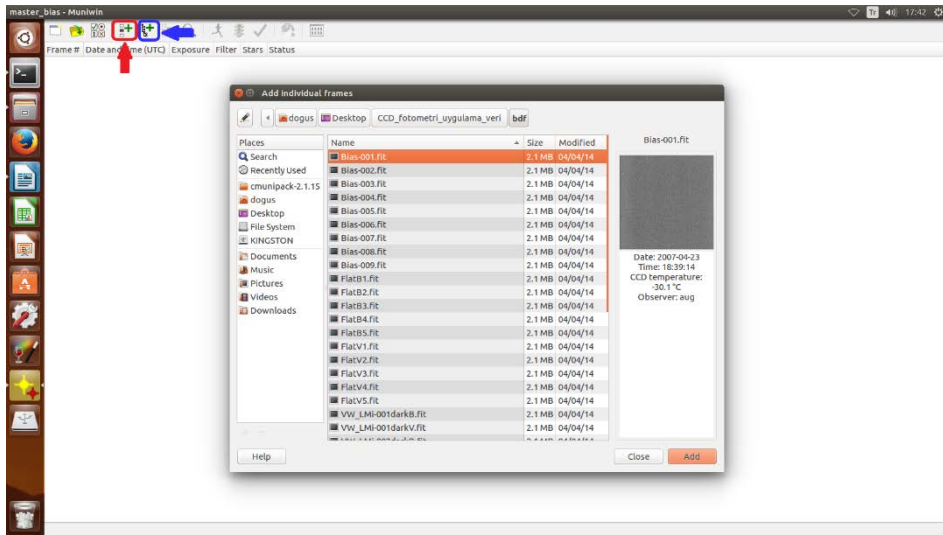 master_bias - Muniwin
Tr 17:42
Frame # Date and Time (UTC) Exposure Filter Stars Status
Add individual frames
dogus Desktop CCD_fotometri_uygulama_veri bdf
Places
Search
Recently Used
cmunipack-2.1.15
dogus
Desktop
File System
KINGSTON
Documents
Music
Pictures
Videos
Downloads
Name Size Modified
Bias-001.fit 2.1 MB 04/04/14
Bias-002.fit 2.1 MB 04/04/14
Bias-003.fit 2.1 MB 04/04/14
Bias-004.fit 2.1 MB 04/04/14
Bias-005.fit 2.1 MB 04/04/14
Bias-006.fit 2.1 MB 04/04/14
Bias-007.fit 2.1 MB 04/04/14
Bias-008.fit 2.1 MB 04/04/14
Bias-009.fit 2.1 MB 04/04/14
FlatB1.fit 2.1 MB 04/04/14
FlatB2.fit 2.1 MB 04/04/14
FlatB3.fit 2.1 MB 04/04/14
FlatB4.fit 2.1 MB 04/04/14
FlatB5.fit 2.1 MB 04/04/14
FlatV1.fit 2.1 MB 04/04/14
FlatV2.fit 2.1 MB 04/04/14
FlatV3.fit 2.1 MB 04/04/14
FlatV4.fit 2.1 MB 04/04/14
FlatV5.fit 2.1 MB 04/04/14
VW_LMi-001darkB.fit 2.1 MB 04/04/14
VW_LMi-001darkV.fit 2.1 MB 04/04/14
Bias-001.fit
Date: 2007-04-23
Time: 18:39:14
CCD temperature:
-30.1 °C
Observer: aug
Help Close Add